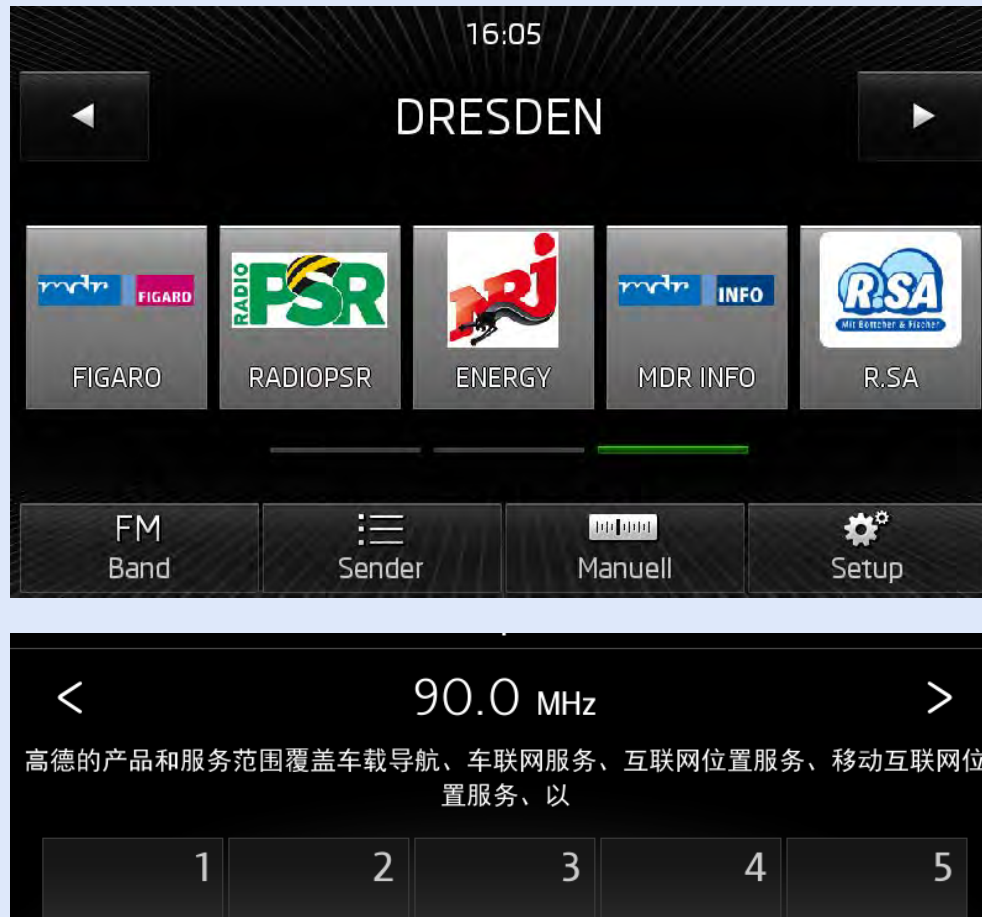 16:05
DRESDEN
mdr FIGARO
RADIO PSR
NRJ
mdr INFO
R.SA
Mit Böttcher & Fischer
FIGARO
RADIOPSR
ENERGY
MDR INFO
R.SA
FM
Band
Sender
Manuell
Setup
90.0 MHz
高德的产品和服务范围覆盖车载导航、车联网服务、互联网位置服务、移动互联网位
置服务、以
1 2 3 4 5